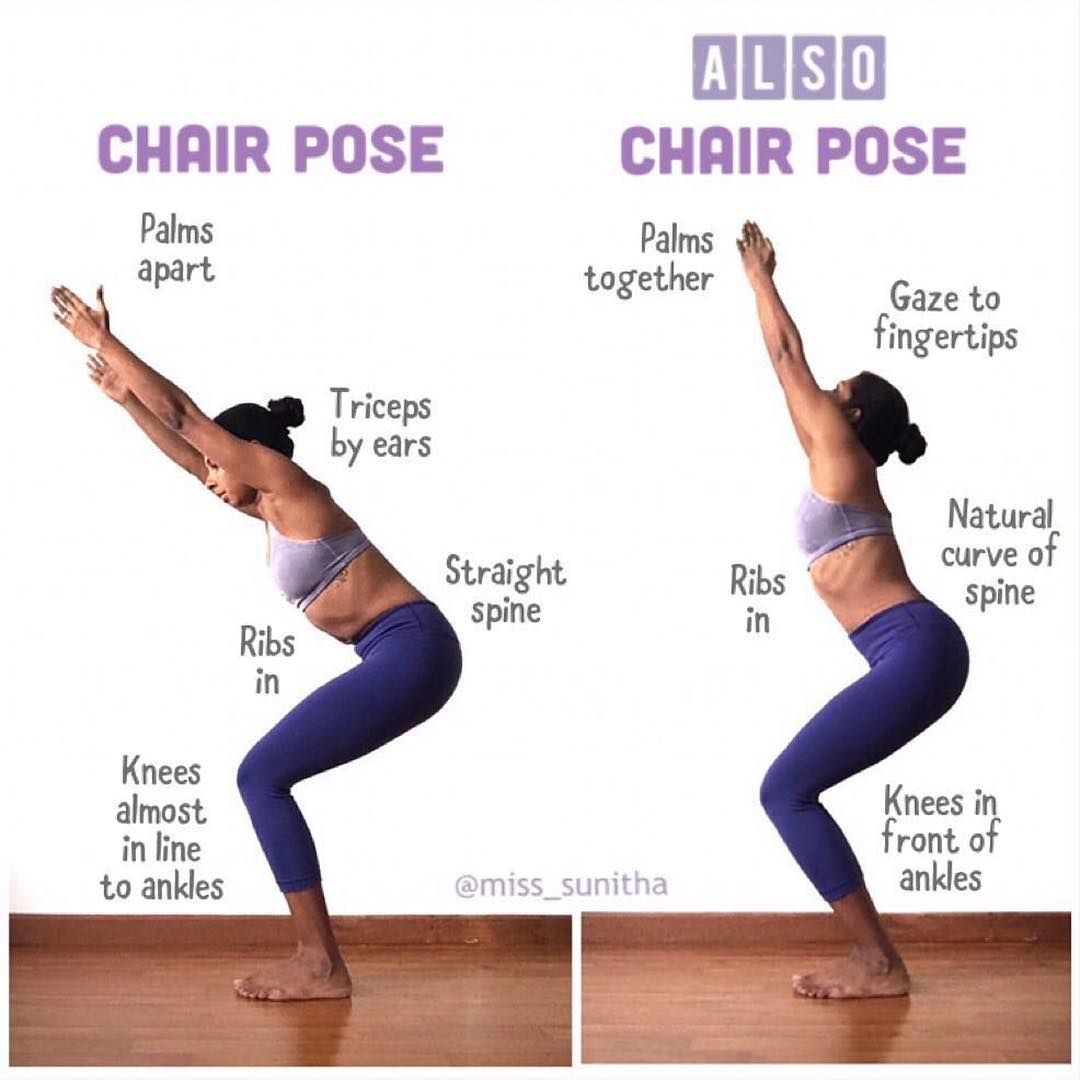 CHAIR POSE
Palms
apart
Triceps
by ears
Straight
spine
Ribs
in
Knees
almost
in line
to ankles
ALSO
CHAIR POSE
Palms
together
Gaze to
fingertips
Natural
curve of
spine
Ribs
in
Knees in
front of
ankles
@miss_sunitha